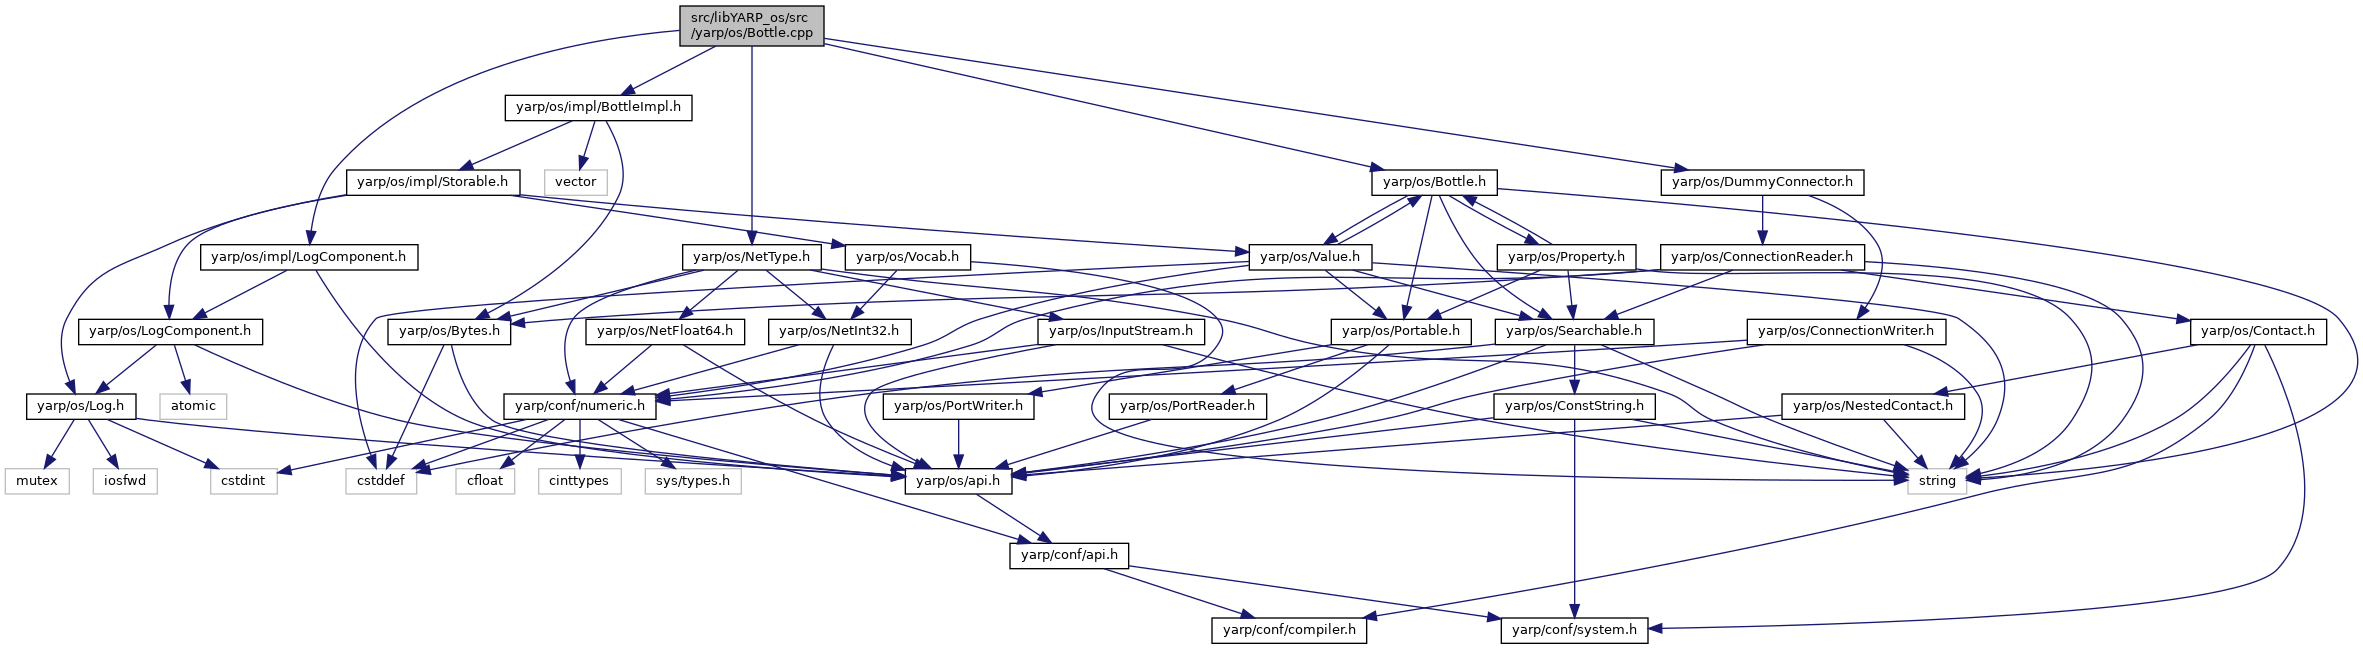 src/libYARP_os/src
/yarp/os/Bottle.cpp
yarp/os/impl/BottleImpl.h
yarp/os/impl/Storable.h
vector
yarp/os/Bottle.h
yarp/os/DummyConnector.h
yarp/os/impl/LogComponent.h
yarp/os/NetType.h
yarp/os/Vocab.h
yarp/os/Value.h
yarp/os/Property.h
yarp/os/ConnectionReader.h
yarp/os/LogComponent.h
yarp/os/Bytes.h
yarp/os/NetFloat64.h
yarp/os/NetInt32.h
yarp/os/InputStream.h
yarp/os/Portable.h
yarp/os/Searchable.h
yarp/os/ConnectionWriter.h
yarp/os/Contact.h
yarp/os/Log.h
atomic
yarp/conf/numeric.h
yarp/os/PortWriter.h
yarp/os/PortReader.h
yarp/os/ConstString.h
yarp/os/NestedContact.h
mutex
iosfwd
cstdint
cstddef
cfloat
cinttypes
sys/types.h
yarp/os/api.h
string
yarp/conf/api.h
yarp/conf/compiler.h
yarp/conf/system.h